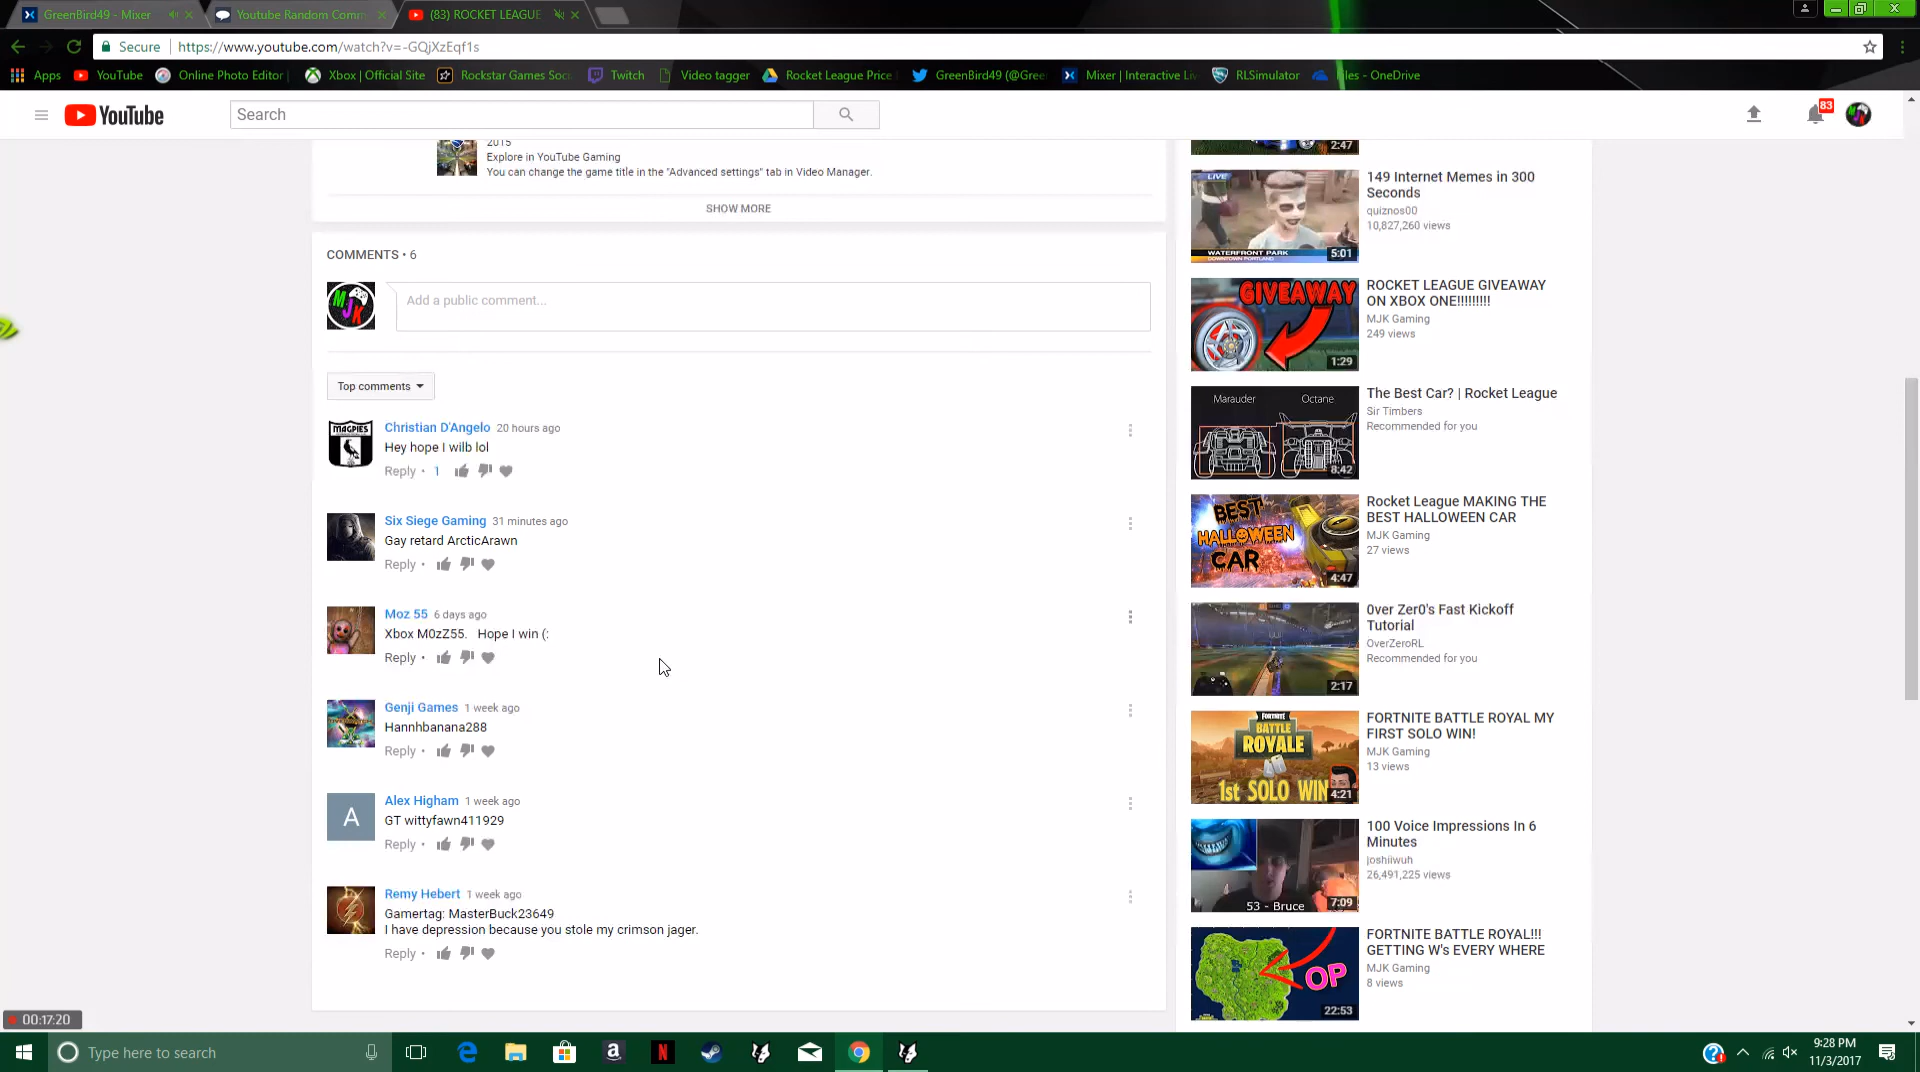 GreenBird49 - Mixer
Youtube Random Comm
(83) ROCKET LEAGUE
Secure
https://www.youtube.com/watch?v=-GQjXzEqf1s
Apps
YouTube
Online Photo Editor
Xbox | Official Site
Rockstar Games Soc
Twitch
Video tagger
Rocket League Price
GreenBird49 (@Gree
Mixer | Interactive Liv
RLSimulator
Files - OneDrive
YouTube
Search
83
2015
Explore in YouTube Gaming
You can change the game title in the "Advanced settings" tab in Video Manager.
SHOW MORE
COMMENTS • 6
MJK
Add a public comment...
Top comments
MAGPIES
Christian D'Angelo 20 hours ago
Hey hope I wilb lol
Reply • 1
Six Siege Gaming 31 minutes ago
Gay retard ArcticArawn
Reply •
Moz 55 6 days ago
Xbox M0zZ55. Hope I win (:
Reply •
Genji Games 1 week ago
Hannhbanana288
Reply •
A
Alex Higham 1 week ago
GT wittyfawn411929
Reply •
Remy Hebert 1 week ago
Gamertag: MasterBuck23649
I have depression because you stole my crimson jager.
Reply •
2:47
LIVE
WATERFRONT PARK
DOWNTOWN PORTLAND
5:01
149 Internet Memes in 300
Seconds
quiznos00
10,827,260 views
GIVEAWAY
1:29
ROCKET LEAGUE GIVEAWAY
ON XBOX ONE!!!!!!!!!
MJK Gaming
249 views
Marauder
Octane
8:42
The Best Car? | Rocket League
Sir Timbers
Recommended for you
BEST
HALLOWEEN
CAR
4:47
Rocket League MAKING THE
BEST HALLOWEEN CAR
MJK Gaming
27 views
2:17
0ver Zer0's Fast Kickoff
Tutorial
OverZeroRL
Recommended for you
FORTNITE
BATTLE
ROYALE
1st SOLO WIN
4:21
FORTNITE BATTLE ROYAL MY
FIRST SOLO WIN!
MJK Gaming
13 views
53 - Bruce
7:09
100 Voice Impressions In 6
Minutes
joshiiwuh
26,491,225 views
OP
22:53
FORTNITE BATTLE ROYAL!!!
GETTING W's EVERY WHERE
MJK Gaming
8 views
00:17:20
Type here to search
9:28 PM
11/3/2017